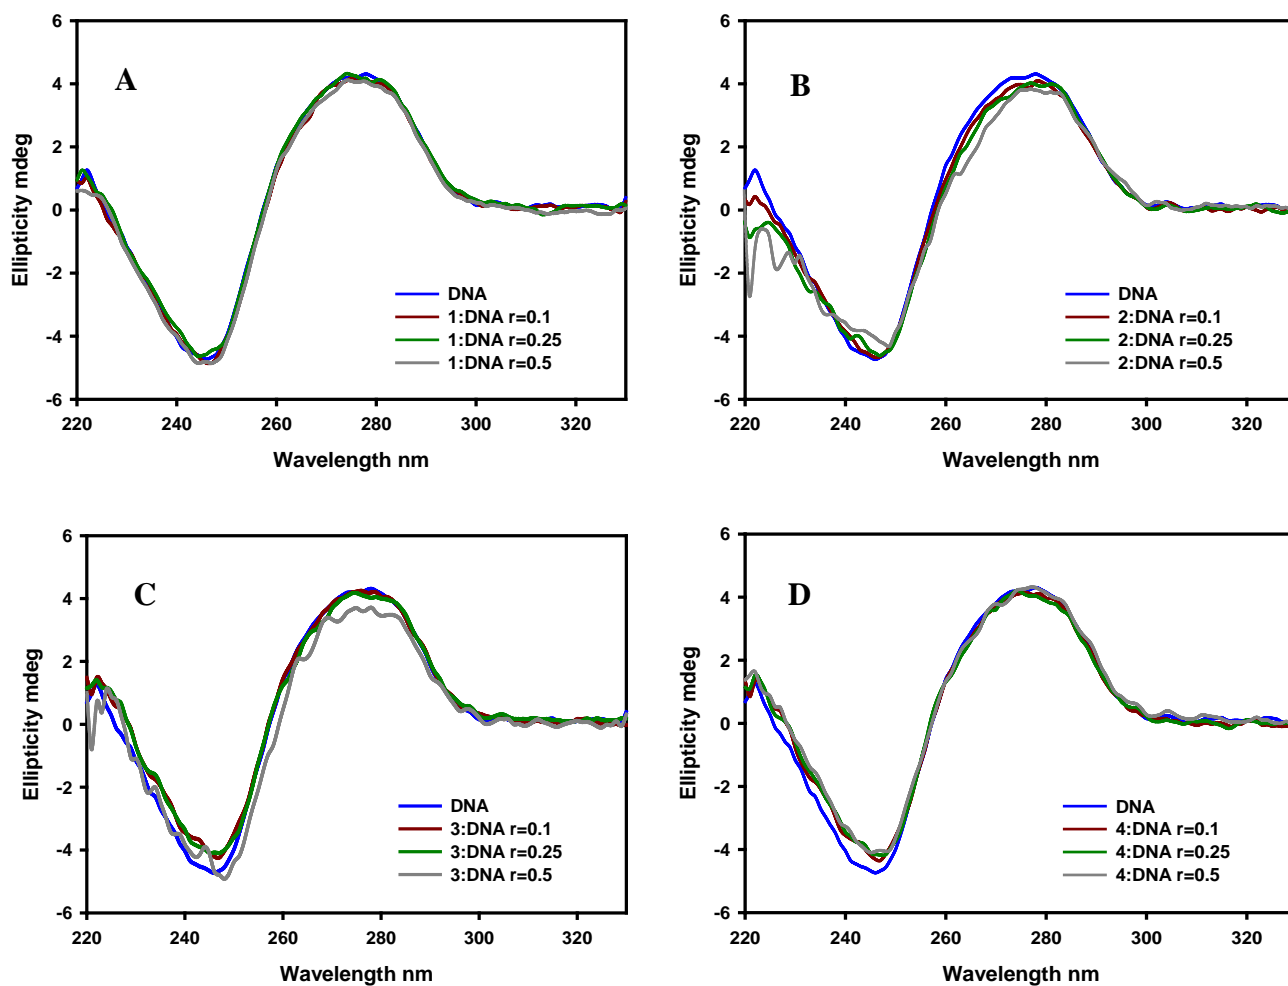 A
Ellipticity mdeg
6
4
2
0
-2
-4
-6
220
240
260
280
300
320
Wavelength nm
DNA
1:DNA r=0.1
1:DNA r=0.25
1:DNA r=0.5
B
Ellipticity mdeg
6
4
2
0
-2
-4
-6
220
240
260
280
300
320
Wavelength nm
DNA
2:DNA r=0.1
2:DNA r=0.25
2:DNA r=0.5
C
Ellipticity mdeg
6
4
2
0
-2
-4
-6
220
240
260
280
300
320
Wavelength nm
DNA
3:DNA r=0.1
3:DNA r=0.25
3:DNA r=0.5
D
Ellipticity mdeg
6
4
2
0
-2
-4
-6
220
240
260
280
300
320
Wavelength nm
DNA
4:DNA r=0.1
4:DNA r=0.25
4:DNA r=0.5